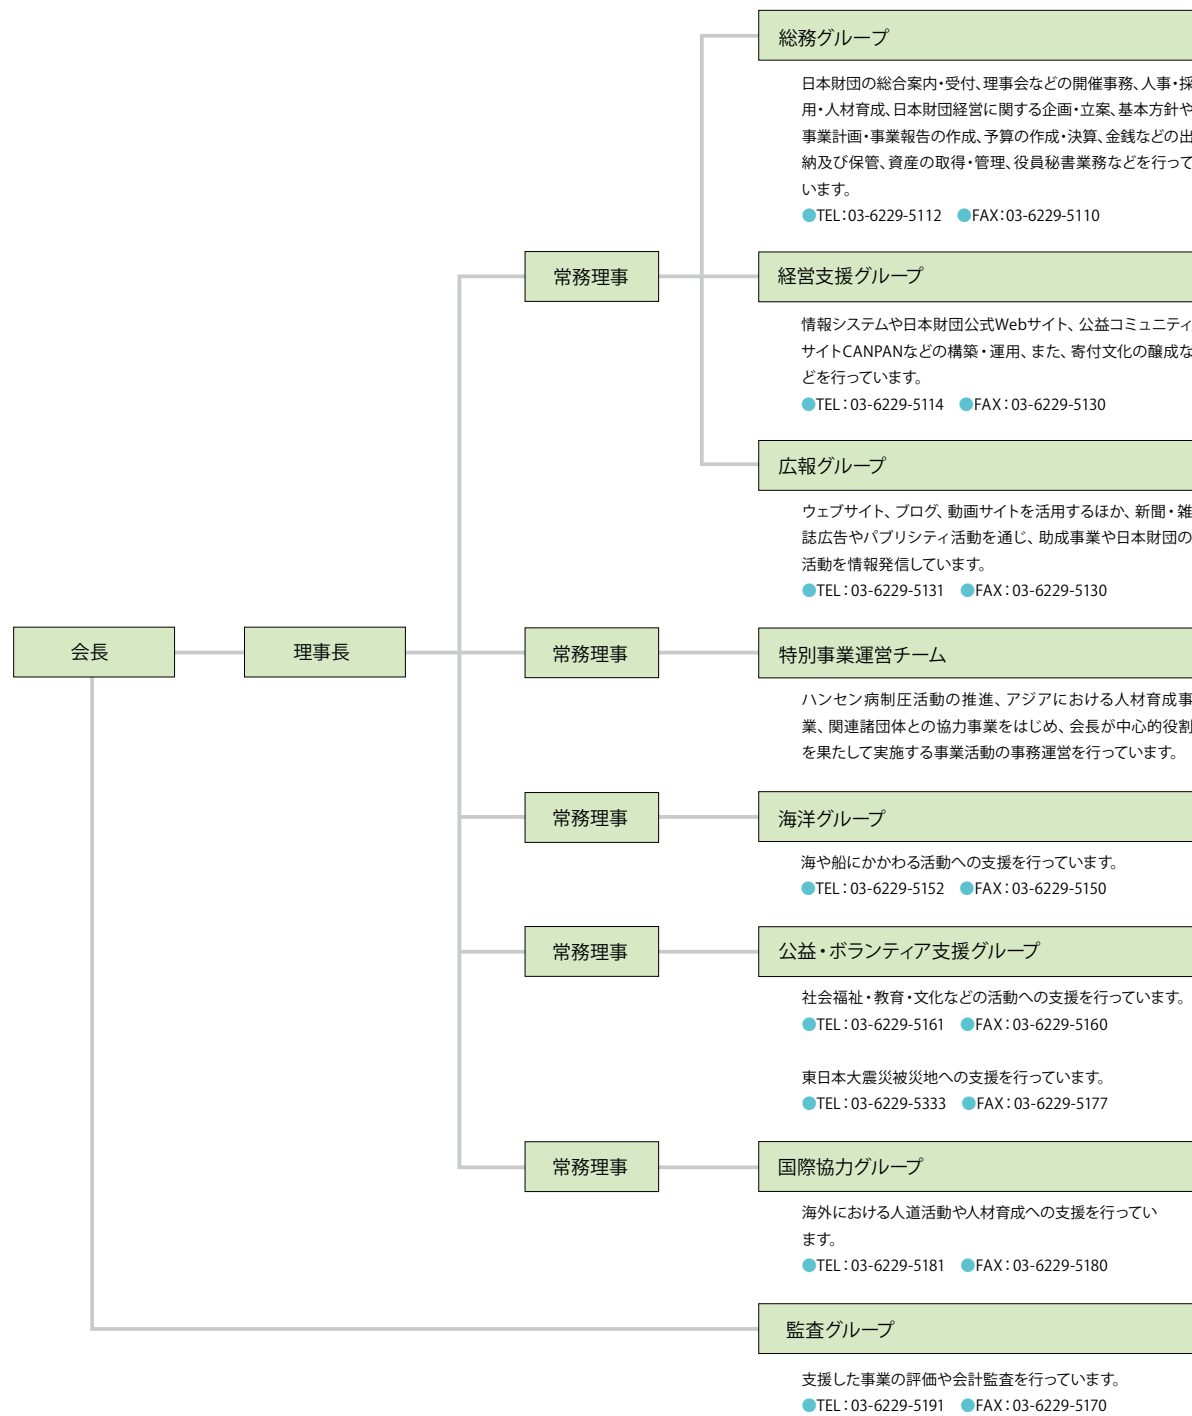 総務グループ
日本財団の総合案内・受付、理事会などの開催事務、人事・採
用・人材育成、日本財団経営に関する企画・立案、基本方針や
事業計画・事業報告の作成、予算の作成・決算、金銭などの出
納及び保管、資産の取得・管理、役員秘書業務などを行って
います。
●TEL：03-6229-5112　●FAX：03-6229-5110
常務理事
経営支援グループ
情報システムや日本財団公式Webサイト、公益コミュニティ
サイトCANPANなどの構築・運用、また、寄付文化の醸成な
どを行っています。
●TEL：03-6229-5114　●FAX：03-6229-5130
広報グループ
ウェブサイト、ブログ、動画サイトを活用するほか、新聞・雑
誌広告やパブリシティ活動を通じ、助成事業や日本財団の
活動を情報発信しています。
●TEL：03-6229-5131　●FAX：03-6229-5130
会長
理事長
常務理事
特別事業運営チーム
ハンセン病制圧活動の推進、アジアにおける人材育成事
業、関連諸団体との協力事業をはじめ、会長が中心的役割
を果たして実施する事業活動の事務運営を行っています。
常務理事
海洋グループ
海や船にかかわる活動への支援を行っています。
●TEL：03-6229-5152　●FAX：03-6229-5150
常務理事
公益・ボランティア支援グループ
社会福祉・教育・文化などの活動への支援を行っています。
●TEL：03-6229-5161　●FAX：03-6229-5160
東日本大震災被災地への支援を行っています。
●TEL：03-6229-5333　●FAX：03-6229-5177
常務理事
国際協力グループ
海外における人道活動や人材育成への支援を行ってい
ます。
●TEL：03-6229-5181　●FAX：03-6229-5180
監査グループ
支援した事業の評価や会計監査を行っています。
●TEL：03-6229-5191　●FAX：03-6229-5170